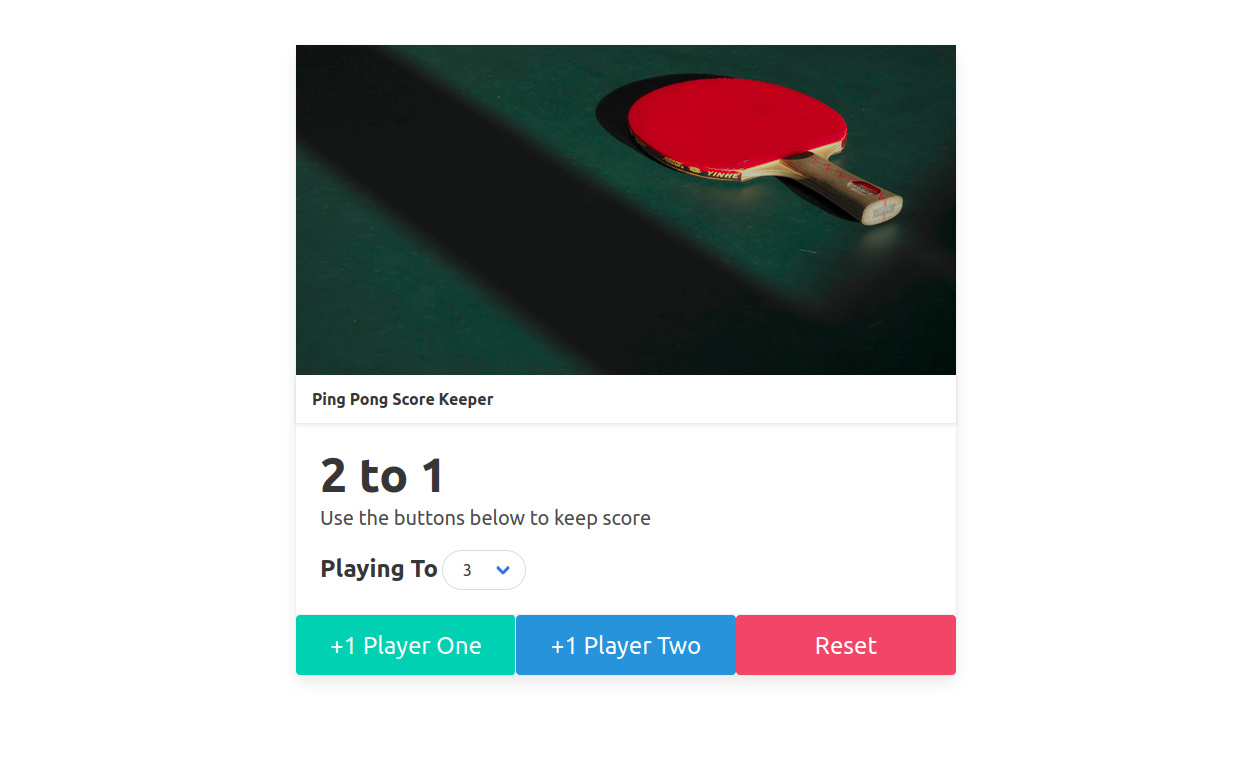 YINHE
Ping Pong Score Keeper
2 to 1
Use the buttons below to keep score
Playing To 3
+1 Player One +1 Player Two Reset